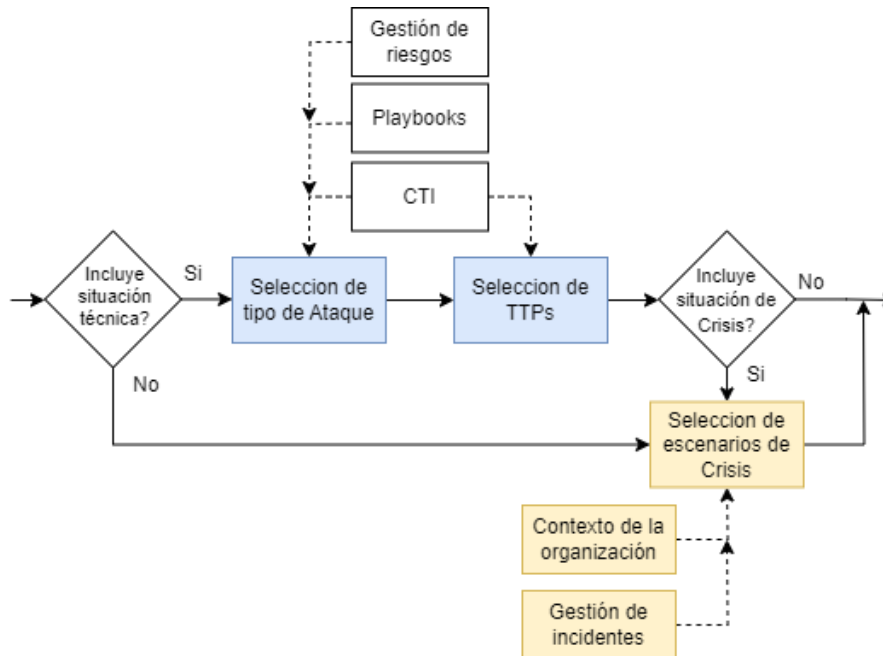 Gestión de
riesgos
Playbooks
CTI
Incluye
situación
técnica?
Si
Seleccion de
tipo de Ataque
Seleccion de
TTPs
Incluye
situación de
Crisis?
No
No
Si
Seleccion de
escenarios de
Crisis
Contexto de la
organización
Gestión de
incidentes